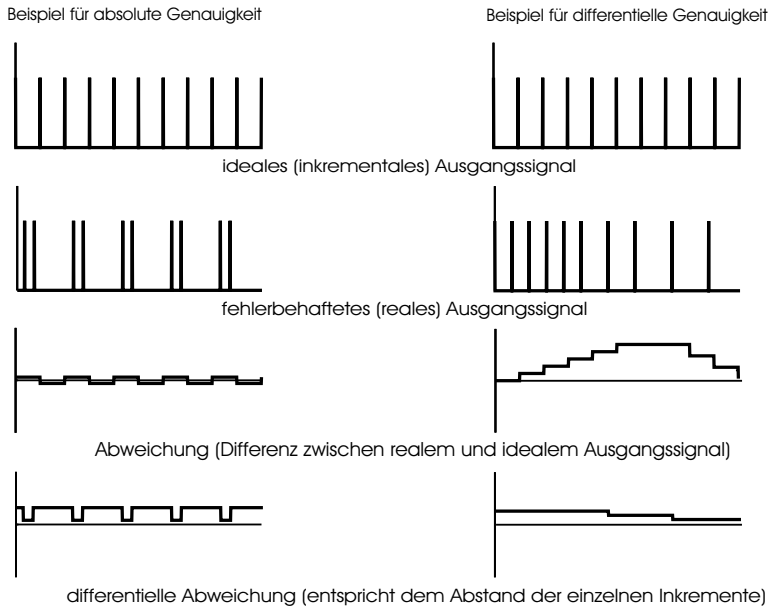 Beispiel für absolute Genauigkeit
Beispiel für differentielle Genauigkeit
ideales (inkrementales) Ausgangssignal
fehlerbehaftetes (reales) Ausgangssignal
Abweichung (Differenz zwischen realem und idealem Ausgangssignal)
differentielle Abweichung (entspricht dem Abstand der einzelnen Inkremente)